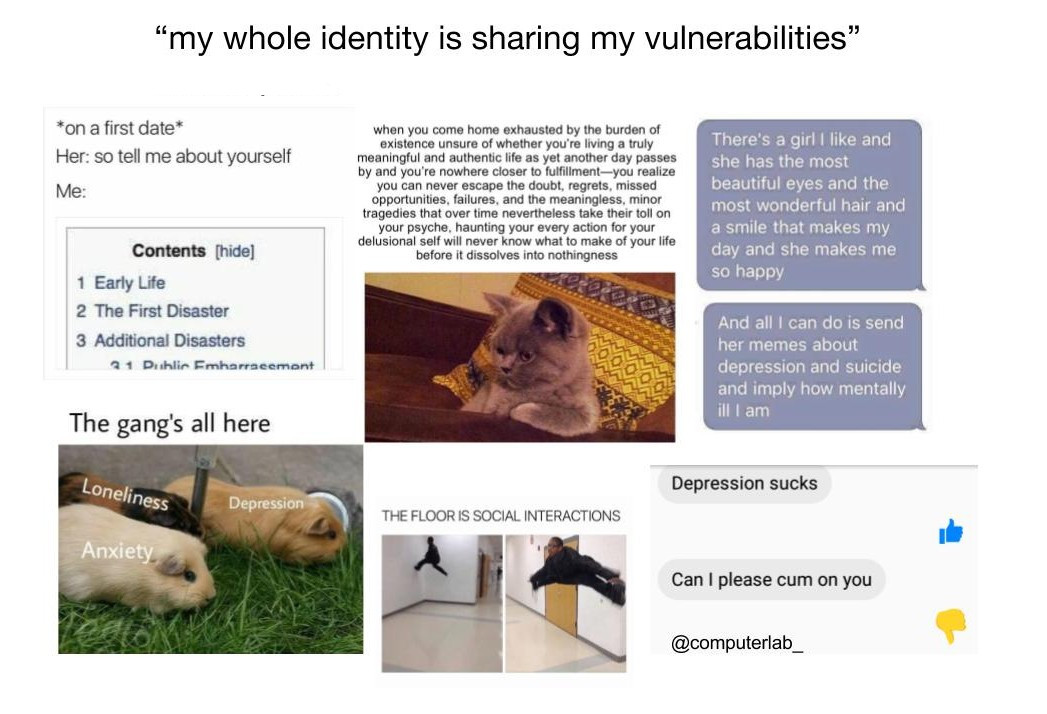 “my whole identity is sharing my vulnerabilities”
*on a first date*
Her: so tell me about yourself
Me:
Contents [hide]
1 Early Life
2 The First Disaster
3 Additional Disasters
3.1 Public Embarrassment
when you come home exhausted by the burden of
existence unsure of whether you're living a truly
meaningful and authentic life as yet another day passes
by and you're nowhere closer to fulfillment—you realize
you can never escape the doubt, regrets, missed
opportunities, failures, and the meaningless, minor
tragedies that over time nevertheless take their toll on
your psyche, haunting your every action for your
delusional self will never know what to make of your life
before it dissolves into nothingness
There's a girl I like and
she has the most
beautiful eyes and the
most wonderful hair and
a smile that makes my
day and she makes me
so happy
And all I can do is send
her memes about
depression and suicide
and imply how mentally
ill I am
The gang's all here
Loneliness
Depression
Anxiety
THE FLOOR IS SOCIAL INTERACTIONS
Depression sucks
Can I please cum on you
@computerlab_